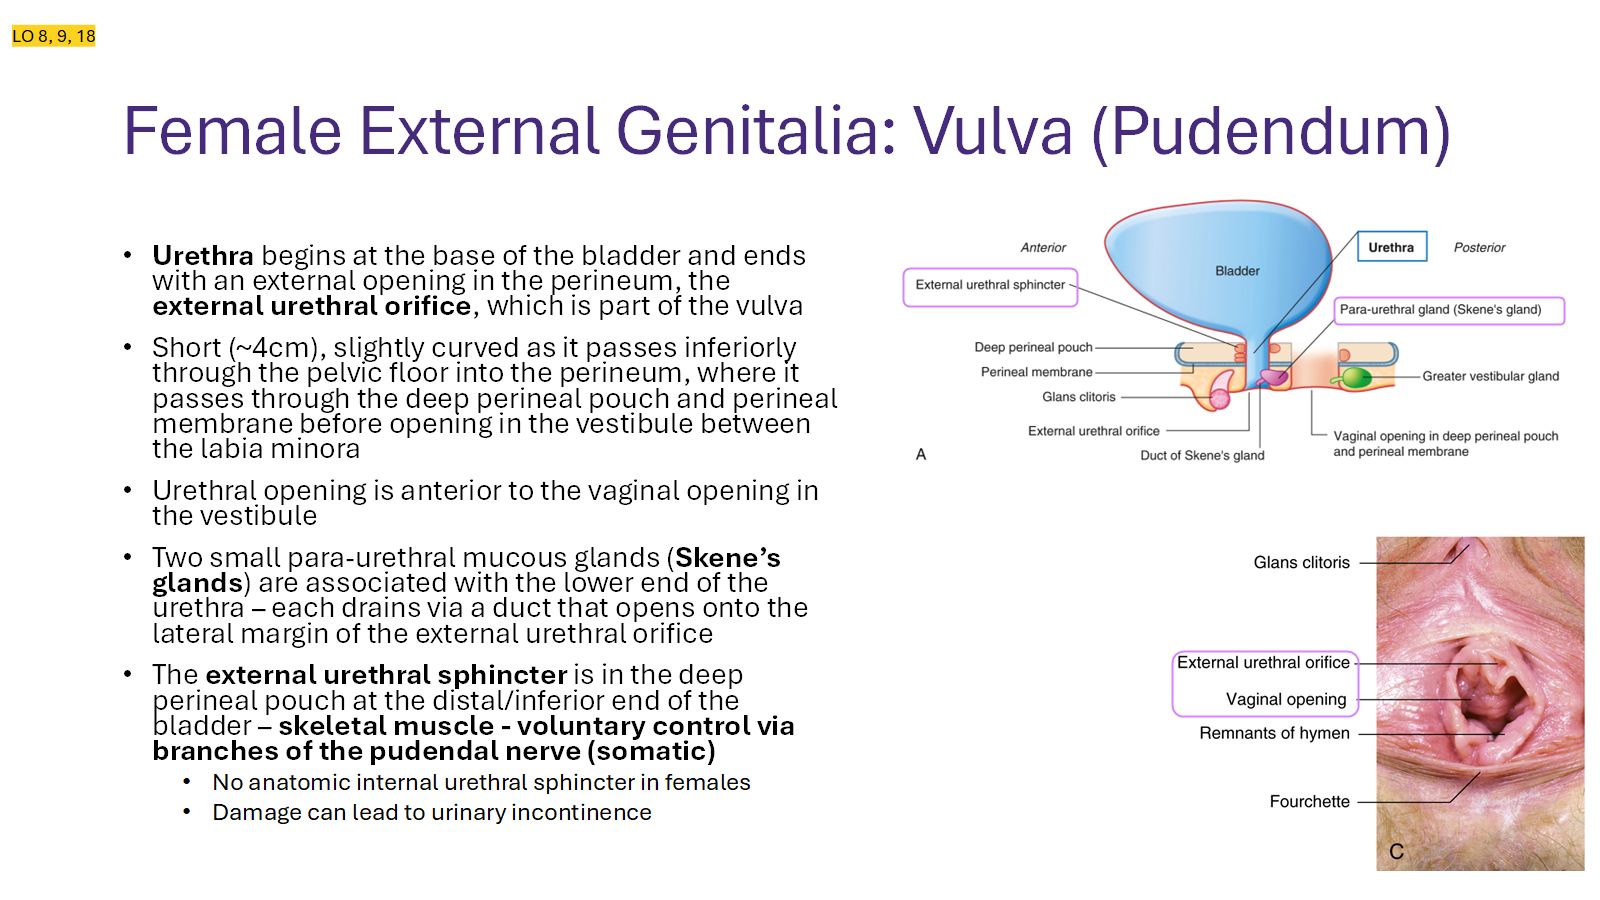 LO 8, 9, 18
Female External Genitalia: Vulva (Pudendum)
• Urethra begins at the base of the bladder and ends
with an external opening in the perineum, the
external urethral orifice, which is part of the vulva
• Short (~4cm), slightly curved as it passes inferiorly
through the pelvic floor into the perineum, where it
passes through the deep perineal pouch and perineal
membrane before opening in the vestibule between
the labia minora
• Urethral opening is anterior to the vaginal opening in
the vestibule
• Two small para-urethral mucous glands (Skene’s
glands) are associated with the lower end of the
urethra – each drains via a duct that opens onto the
lateral margin of the external urethral orifice
• The external urethral sphincter is in the deep
perineal pouch at the distal/inferior end of the
bladder – skeletal muscle - voluntary control via
branches of the pudendal nerve (somatic)
• No anatomic internal urethral sphincter in females
• Damage can lead to urinary incontinence
Anterior
Urethra
Posterior
Bladder
External urethral sphincter
Para-urethral gland (Skene's gland)
Deep perineal pouch
Perineal membrane
Greater vestibular gland
Glans clitoris
External urethral orifice
Vaginal opening in deep perineal pouch
and perineal membrane
A
Duct of Skene's gland
Glans clitoris
External urethral orifice
Vaginal opening
Remnants of hymen
Fourchette
C